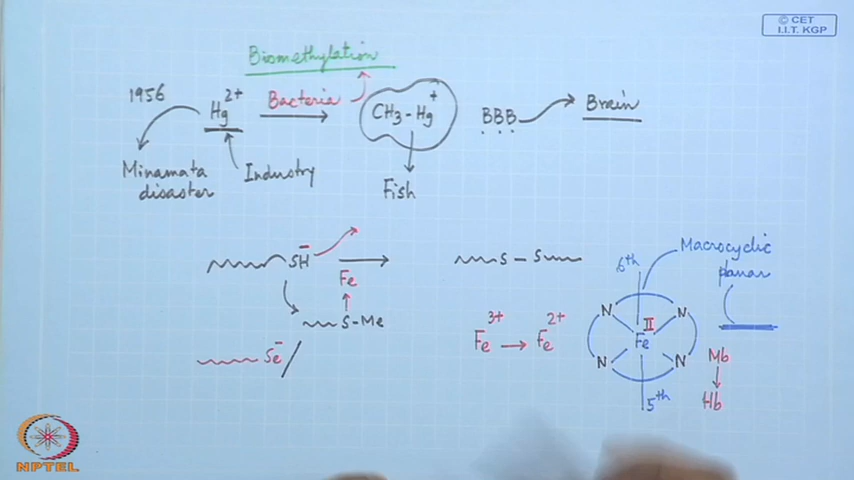 © CET
I.I.T. KGP
Biomethylation
1956
Hg2+
Bacteria
CH3-Hg+
BBB
Brain
Minamata
disaster
Industry
Fish
SH-
Fe
S-S
S-Me
Se-
Fe3+ → Fe2+
6th
Macrocyclic
planar
N
N
II
Fe
N
N
5th
Mb
Hb
NPTEL